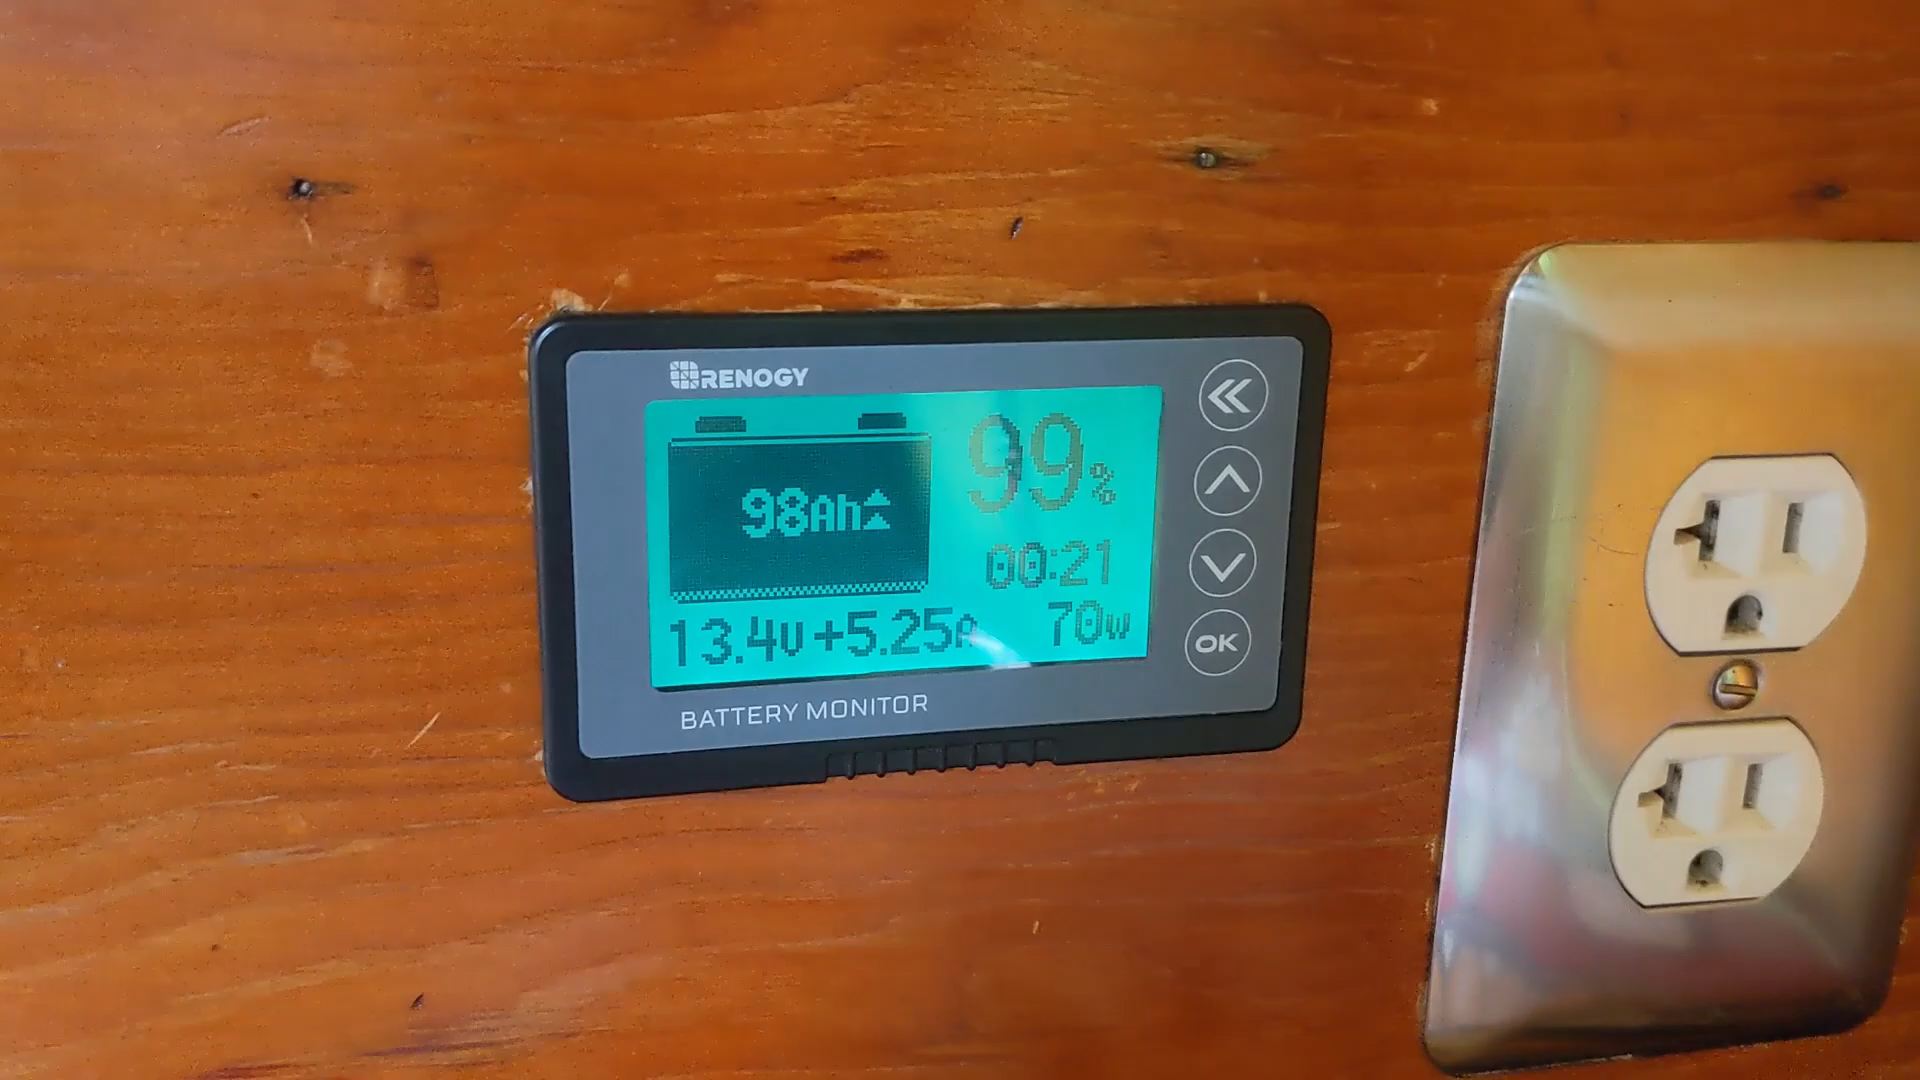 RENOGY
98Ah
99%
00:21
13.4V +5.25A 70W
BATTERY MONITOR
OK